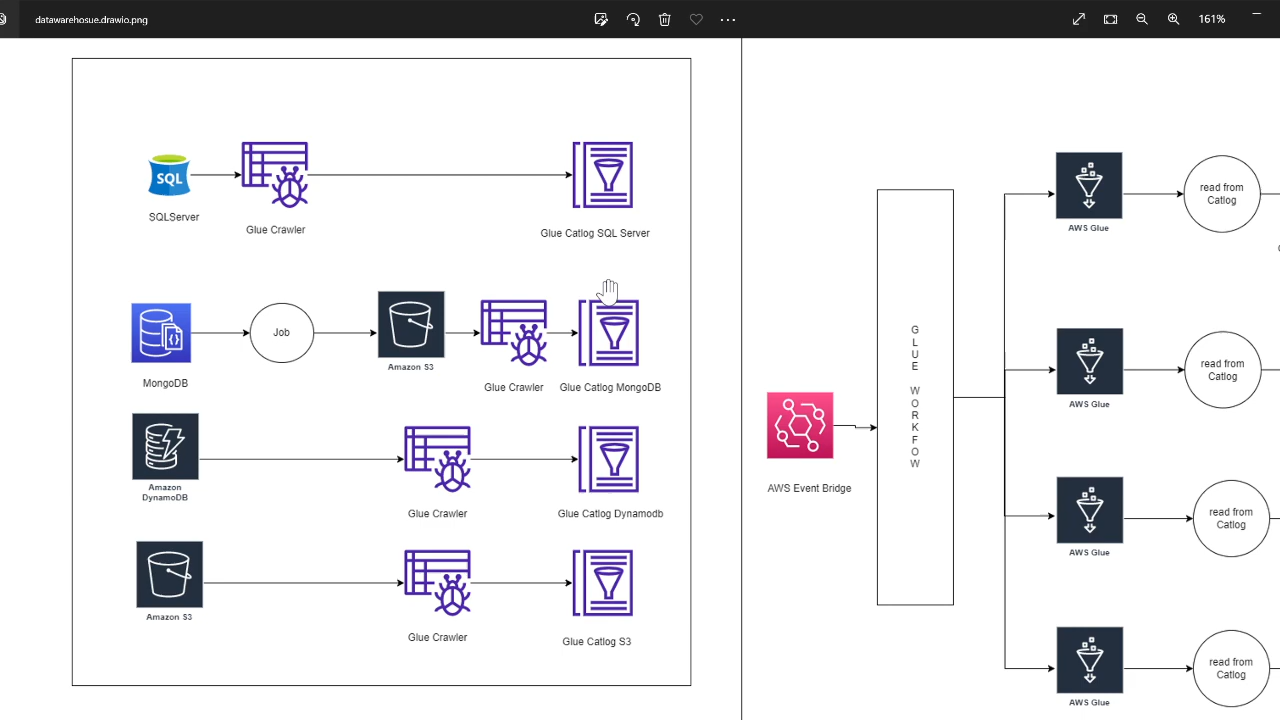 datawarehosue.drawio.png
161%
SQL
SQLServer
Glue Crawler
Glue Catlog SQL Server
Job
MongoDB
Amazon S3
Glue Crawler
Glue Catlog MongoDB
Amazon
DynamoDB
Glue Crawler
Glue Catlog Dynamodb
Amazon S3
Glue Crawler
Glue Catlog S3
AWS Event Bridge
G
L
U
E
W
O
R
K
F
O
W
AWS Glue
read from
Catlog
AWS Glue
read from
Catlog
AWS Glue
read from
Catlog
AWS Glue
read from
Catlog